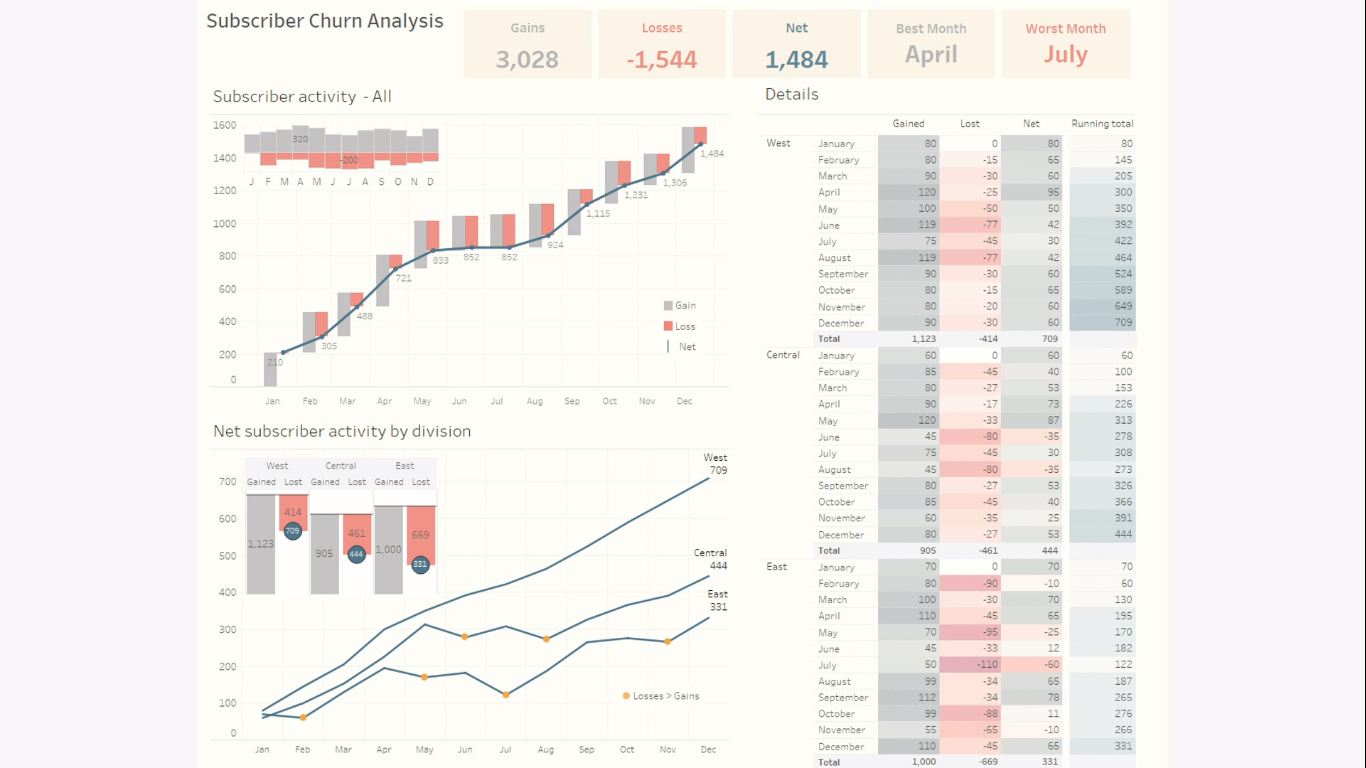 Subscriber Churn Analysis
Gains
3,028
Losses
-1,544
Net
1,484
Best Month
April
Worst Month
July
Subscriber activity - All
1600
1400
1200
1000
800
600
400
200
0
320
-200
J F M A M J J A S O N D
210
305
488
721
833
852
852
924
1,115
1,231
1,306
1,484
Gain
Loss
Net
Jan Feb Mar Apr May Jun Jul Aug Sep Oct Nov Dec
Net subscriber activity by division
700
600
500
400
300
200
100
0
West Central East
Gained Lost Gained Lost Gained Lost
1,123 414 709
905 461 444
1,000 669 331
West
709
Central
444
East
331
Losses > Gains
Jan Feb Mar Apr May Jun Jul Aug Sep Oct Nov Dec
Details
Gained Lost Net Running total
West January 80 0 80 80
February 80 -15 65 145
March 90 -30 60 205
April 120 -25 95 300
May 100 -50 50 350
June 119 -77 42 392
July 75 -45 30 422
August 119 -77 42 464
September 90 -30 60 524
October 80 -15 65 589
November 80 -20 60 649
December 90 -30 60 709
Total 1,123 -414 709
Central January 60 0 60 60
February 85 -45 40 100
March 80 -27 53 153
April 90 -17 73 226
May 120 -33 87 313
June 45 -80 -35 278
July 75 -45 30 308
August 45 -80 -35 273
September 80 -27 53 326
October 85 -45 40 366
November 60 -35 25 391
December 80 -27 53 444
Total 905 -461 444
East January 70 0 70 70
February 80 -90 -10 60
March 100 -30 70 130
April 110 -45 65 195
May 70 -95 -25 170
June 45 -33 12 182
July 50 -110 -60 122
August 99 -34 65 187
September 112 -34 78 265
October 99 -88 11 276
November 55 -65 -10 266
December 110 -45 65 331
Total 1,000 -669 331